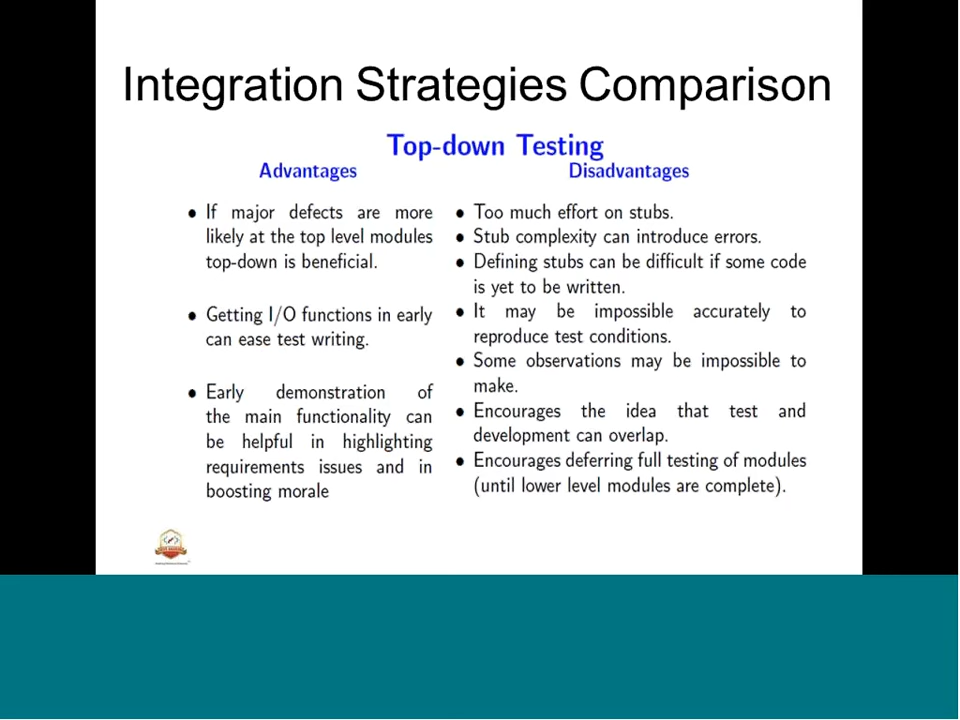 Integration Strategies Comparison
Top-down Testing
Advantages
• If major defects are more
likely at the top level modules
top-down is beneficial.
• Getting I/O functions in early
can ease test writing.
• Early demonstration of
the main functionality can
be helpful in highlighting
requirements issues and in
boosting morale
Disadvantages
• Too much effort on stubs.
• Stub complexity can introduce errors.
• Defining stubs can be difficult if some code
is yet to be written.
• It may be impossible accurately to
reproduce test conditions.
• Some observations may be impossible to
make.
• Encourages the idea that test and
development can overlap.
• Encourages deferring full testing of modules
(until lower level modules are complete).